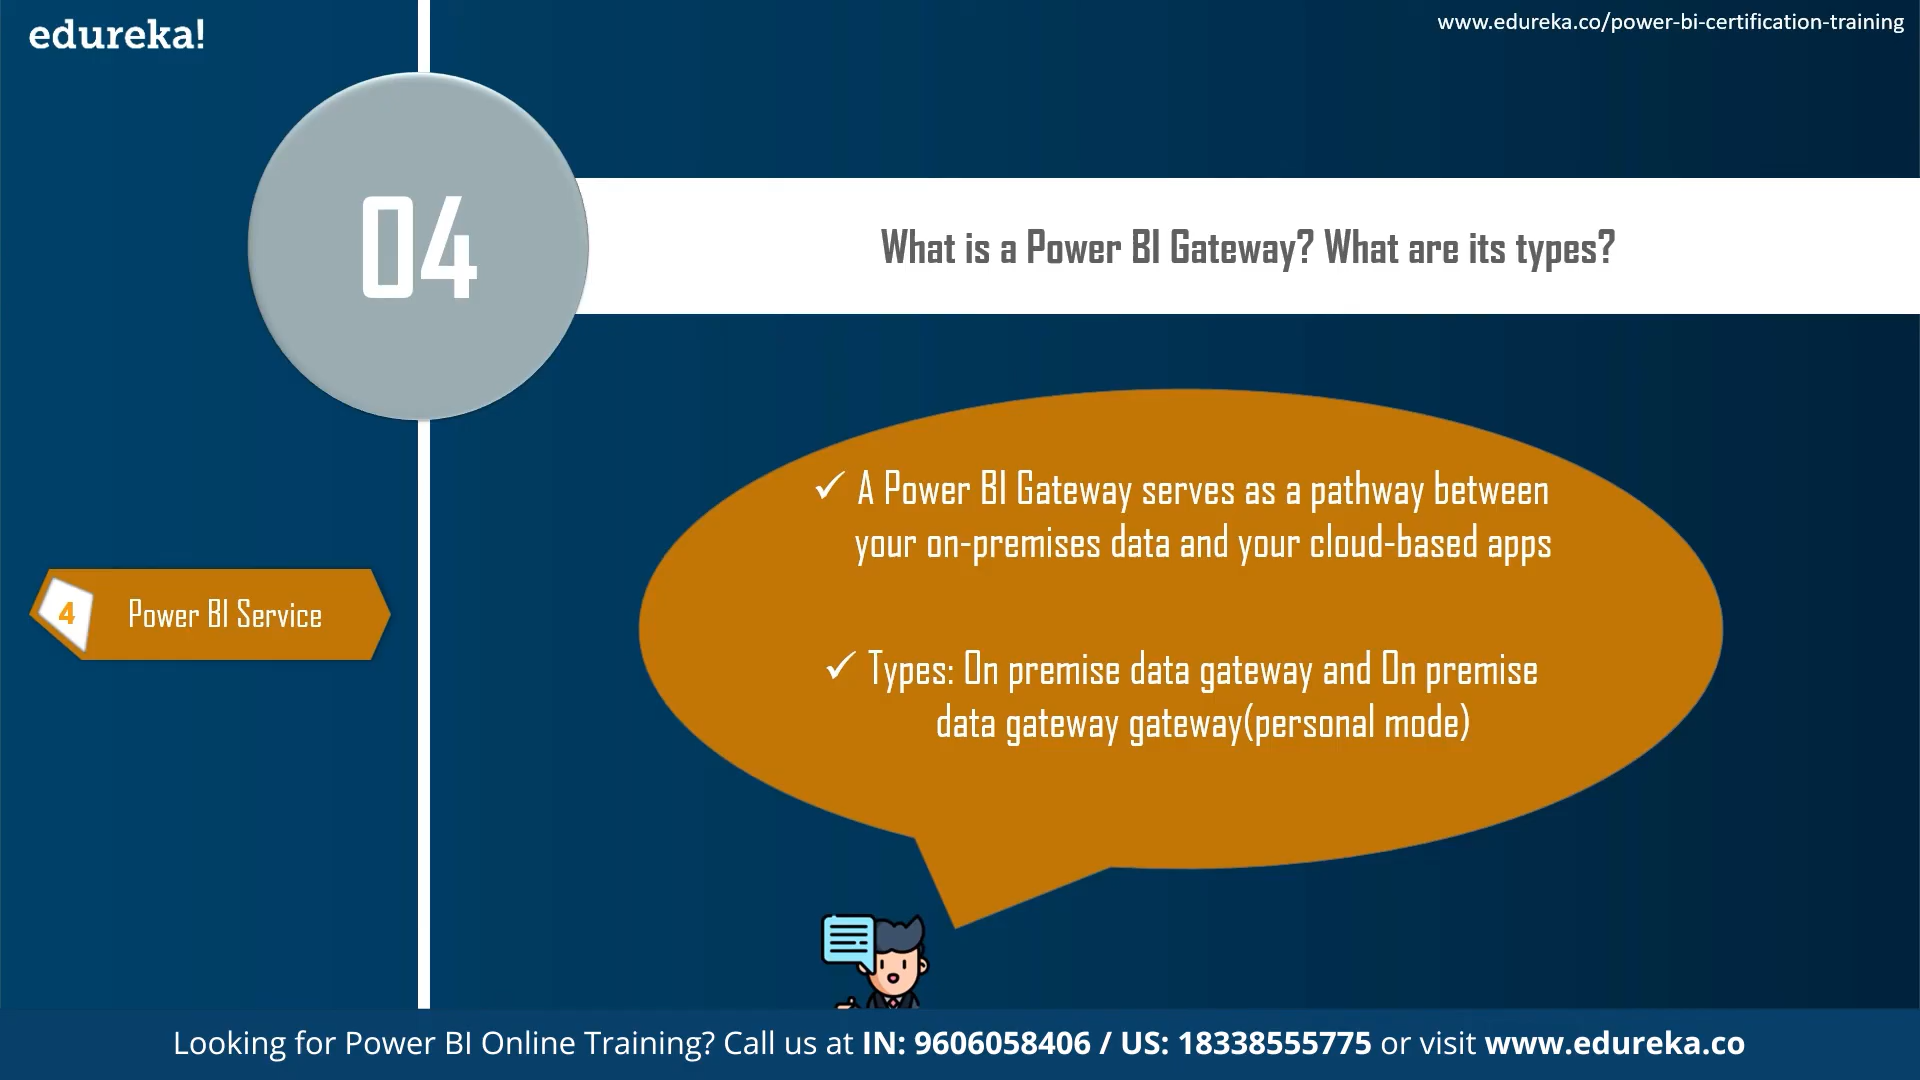 edureka!
www.edureka.co/power-bi-certification-training
04
What is a Power BI Gateway? What are its types?
✓ A Power BI Gateway serves as a pathway between
your on-premises data and your cloud-based apps
4 Power BI Service
✓ Types: On premise data gateway and On premise
data gateway gateway(personal mode)
Looking for Power BI Online Training? Call us at IN: 9606058406 / US: 18338555775 or visit www.edureka.co